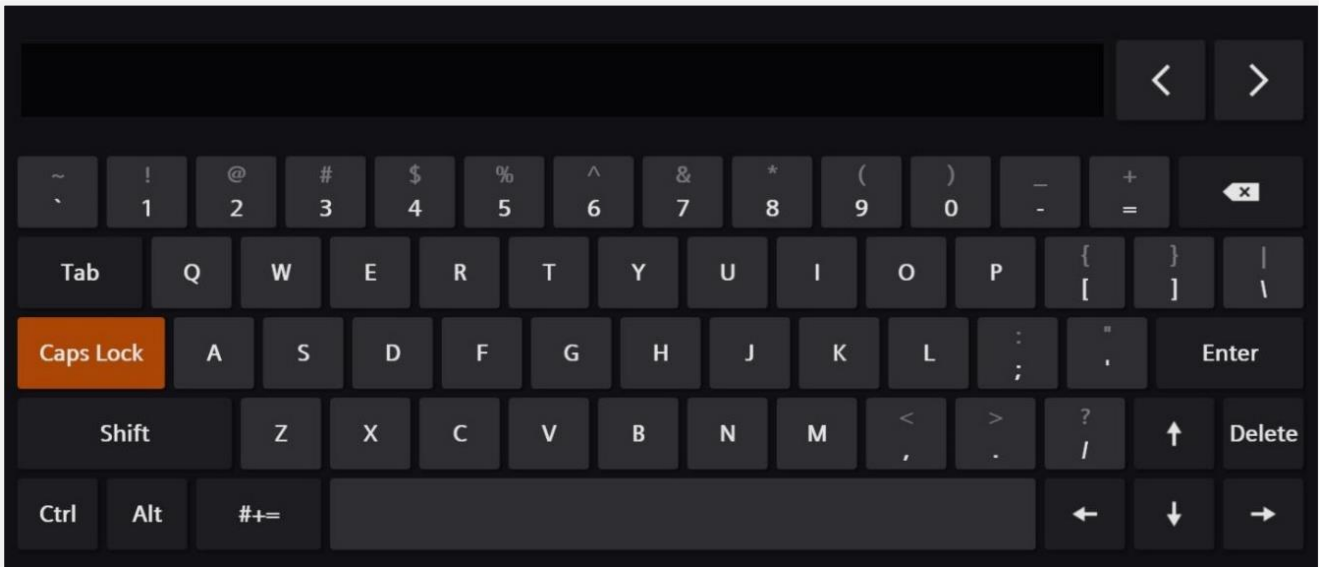 < >
~ ! @ # $ % ^ & * ( ) _ +
` 1 2 3 4 5 6 7 8 9 0 - =
{ } |
Tab Q W E R T Y U I O P [ ] \
: "
Caps Lock A S D F G H J K L ; ' Enter
< > ?
Shift Z X C V B N M , . / ↑ Delete
Ctrl Alt #+= ← ↓ →